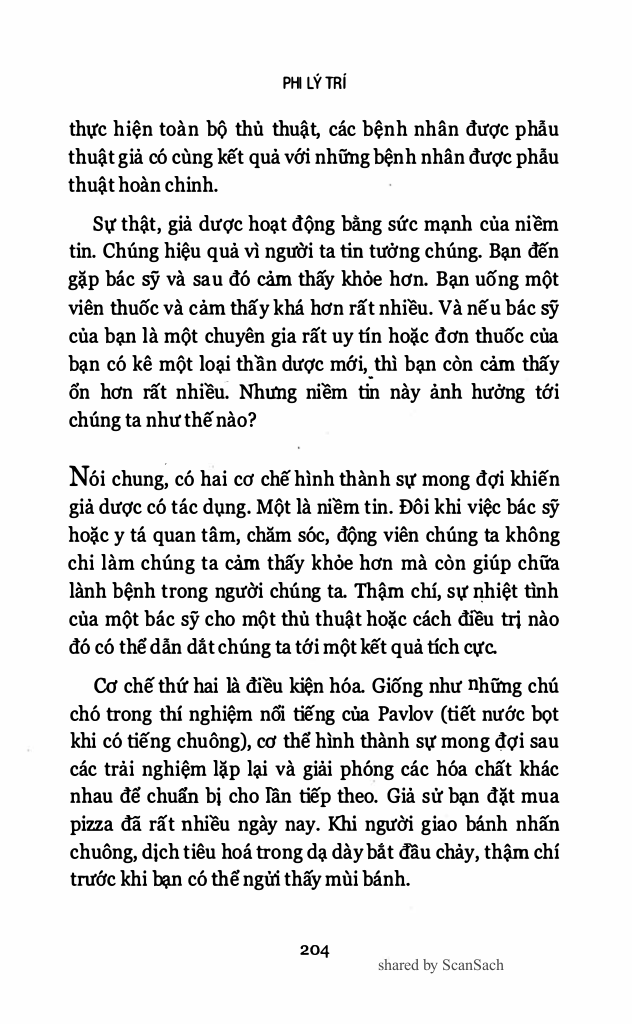 PHI LÝ TRÍ
thực hiện toàn bộ thủ thuật, các bệnh nhân được phẫu
thuật giả có cùng kết quả với những bệnh nhân được phẫu
thuật hoàn chỉnh.
Sự thật, giả dược hoạt động bằng sức mạnh của niềm
tin. Chúng hiệu quả vì người ta tin tưởng chúng. Bạn đến
gặp bác sỹ và sau đó cảm thấy khỏe hơn. Bạn uống một
viên thuốc và cảm thấy khá hơn rất nhiều. Và nếu bác sỹ
của bạn là một chuyên gia rất uy tín hoặc đơn thuốc của
bạn có kê một loại thần dược mới, thì bạn còn cảm thấy
ổn hơn rất nhiều. Nhưng niềm tin này ảnh hưởng tới
chúng ta như thế nào?
Nói chung, có hai cơ chế hình thành sự mong đợi khiến
giả dược có tác dụng. Một là niềm tin. Đôi khi việc bác sỹ
hoặc y tá quan tâm, chăm sóc, động viên chúng ta không
chỉ làm chúng ta cảm thấy khỏe hơn mà còn giúp chữa
lành bệnh trong người chúng ta. Thậm chí, sự nhiệt tình
của một bác sỹ cho một thủ thuật hoặc cách điều trị nào
đó có thể dẫn dắt chúng ta tới một kết quả tích cực.
Cơ chế thứ hai là điều kiện hóa. Giống như những chú
chó trong thí nghiệm nổi tiếng của Pavlov (tiết nước bọt
khi có tiếng chuông), cơ thể hình thành sự mong đợi sau
các trải nghiệm lặp lại và giải phóng các hóa chất khác
nhau để chuẩn bị cho lần tiếp theo. Giả sử bạn đặt mua
pizza đã rất nhiều ngày nay. Khi người giao bánh nhấn
chuông, dịch tiêu hoá trong dạ dày bắt đầu chảy, thậm chí
trước khi bạn có thể ngửi thấy mùi bánh.
204
shared by ScanSach